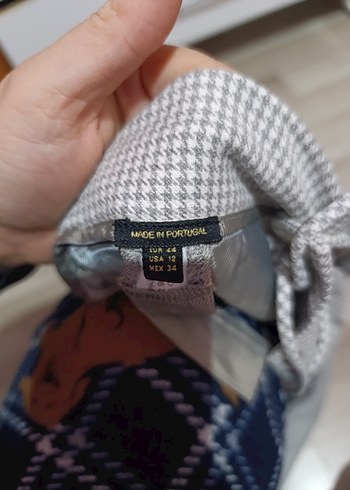 MADE IN PORTUGAL
EUR 44
USA 12
MEX 34